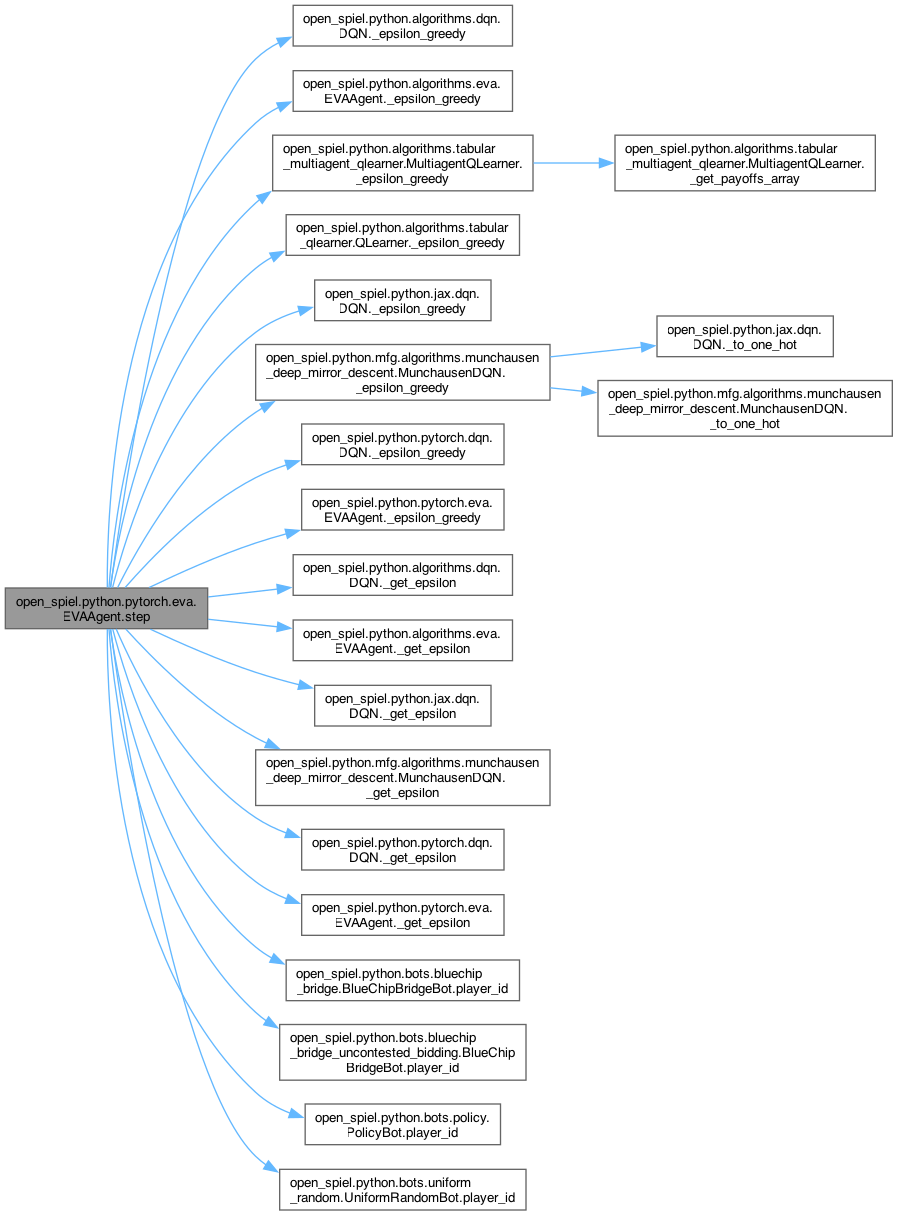 open_spiel.python.algorithms.dqn.
DQN._epsilon_greedy
open_spiel.python.algorithms.eva.
EVAAgent._epsilon_greedy
open_spiel.python.algorithms.tabular
_multiagent_qlearner.MultiagentQLearner.
_epsilon_greedy
open_spiel.python.algorithms.tabular
_multiagent_qlearner.MultiagentQLearner.
_get_payoffs_array
open_spiel.python.algorithms.tabular
_qlearner.QLearner._epsilon_greedy
open_spiel.python.jax.dqn.
DQN._epsilon_greedy
open_spiel.python.mfg.algorithms.munchausen
_deep_mirror_descent.MunchausenDQN.
_epsilon_greedy
open_spiel.python.jax.dqn.
DQN._to_one_hot
open_spiel.python.mfg.algorithms.munchausen
_deep_mirror_descent.MunchausenDQN.
_to_one_hot
open_spiel.python.pytorch.dqn.
DQN._epsilon_greedy
open_spiel.python.pytorch.eva.
EVAAgent._epsilon_greedy
open_spiel.python.algorithms.dqn.
DQN._get_epsilon
open_spiel.python.pytorch.eva.
EVAAgent.step
open_spiel.python.algorithms.eva.
EVAAgent._get_epsilon
open_spiel.python.jax.dqn.
DQN._get_epsilon
open_spiel.python.mfg.algorithms.munchausen
_deep_mirror_descent.MunchausenDQN.
_get_epsilon
open_spiel.python.pytorch.dqn.
DQN._get_epsilon
open_spiel.python.pytorch.eva.
EVAAgent._get_epsilon
open_spiel.python.bots.bluechip
_bridge.BlueChipBridgeBot.player_id
open_spiel.python.bots.bluechip
_bridge_uncontested_bidding.BlueChip
BridgeBot.player_id
open_spiel.python.bots.policy.
PolicyBot.player_id
open_spiel.python.bots.uniform
_random.UniformRandomBot.player_id